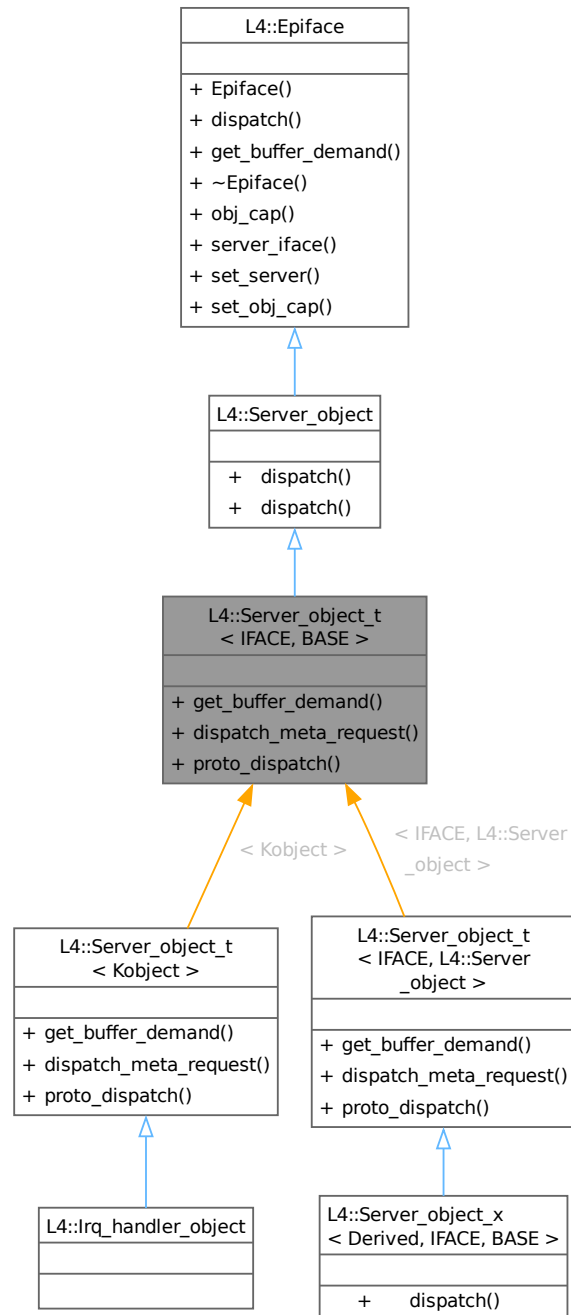 L4::Epiface
+ Epiface()
+ dispatch()
+ get_buffer_demand()
+ ~Epiface()
+ obj_cap()
+ server_iface()
+ set_server()
+ set_obj_cap()
L4::Server_object
+ dispatch()
+ dispatch()
L4::Server_object_t
< IFACE, BASE >
+ get_buffer_demand()
+ dispatch_meta_request()
+ proto_dispatch()
< Kobject >
< IFACE, L4::Server
_object >
L4::Server_object_t
< Kobject >
+ get_buffer_demand()
+ dispatch_meta_request()
+ proto_dispatch()
L4::Server_object_t
< IFACE, L4::Server
_object >
+ get_buffer_demand()
+ dispatch_meta_request()
+ proto_dispatch()
L4::Irq_handler_object
L4::Server_object_x
< Derived, IFACE, BASE >
+ dispatch()